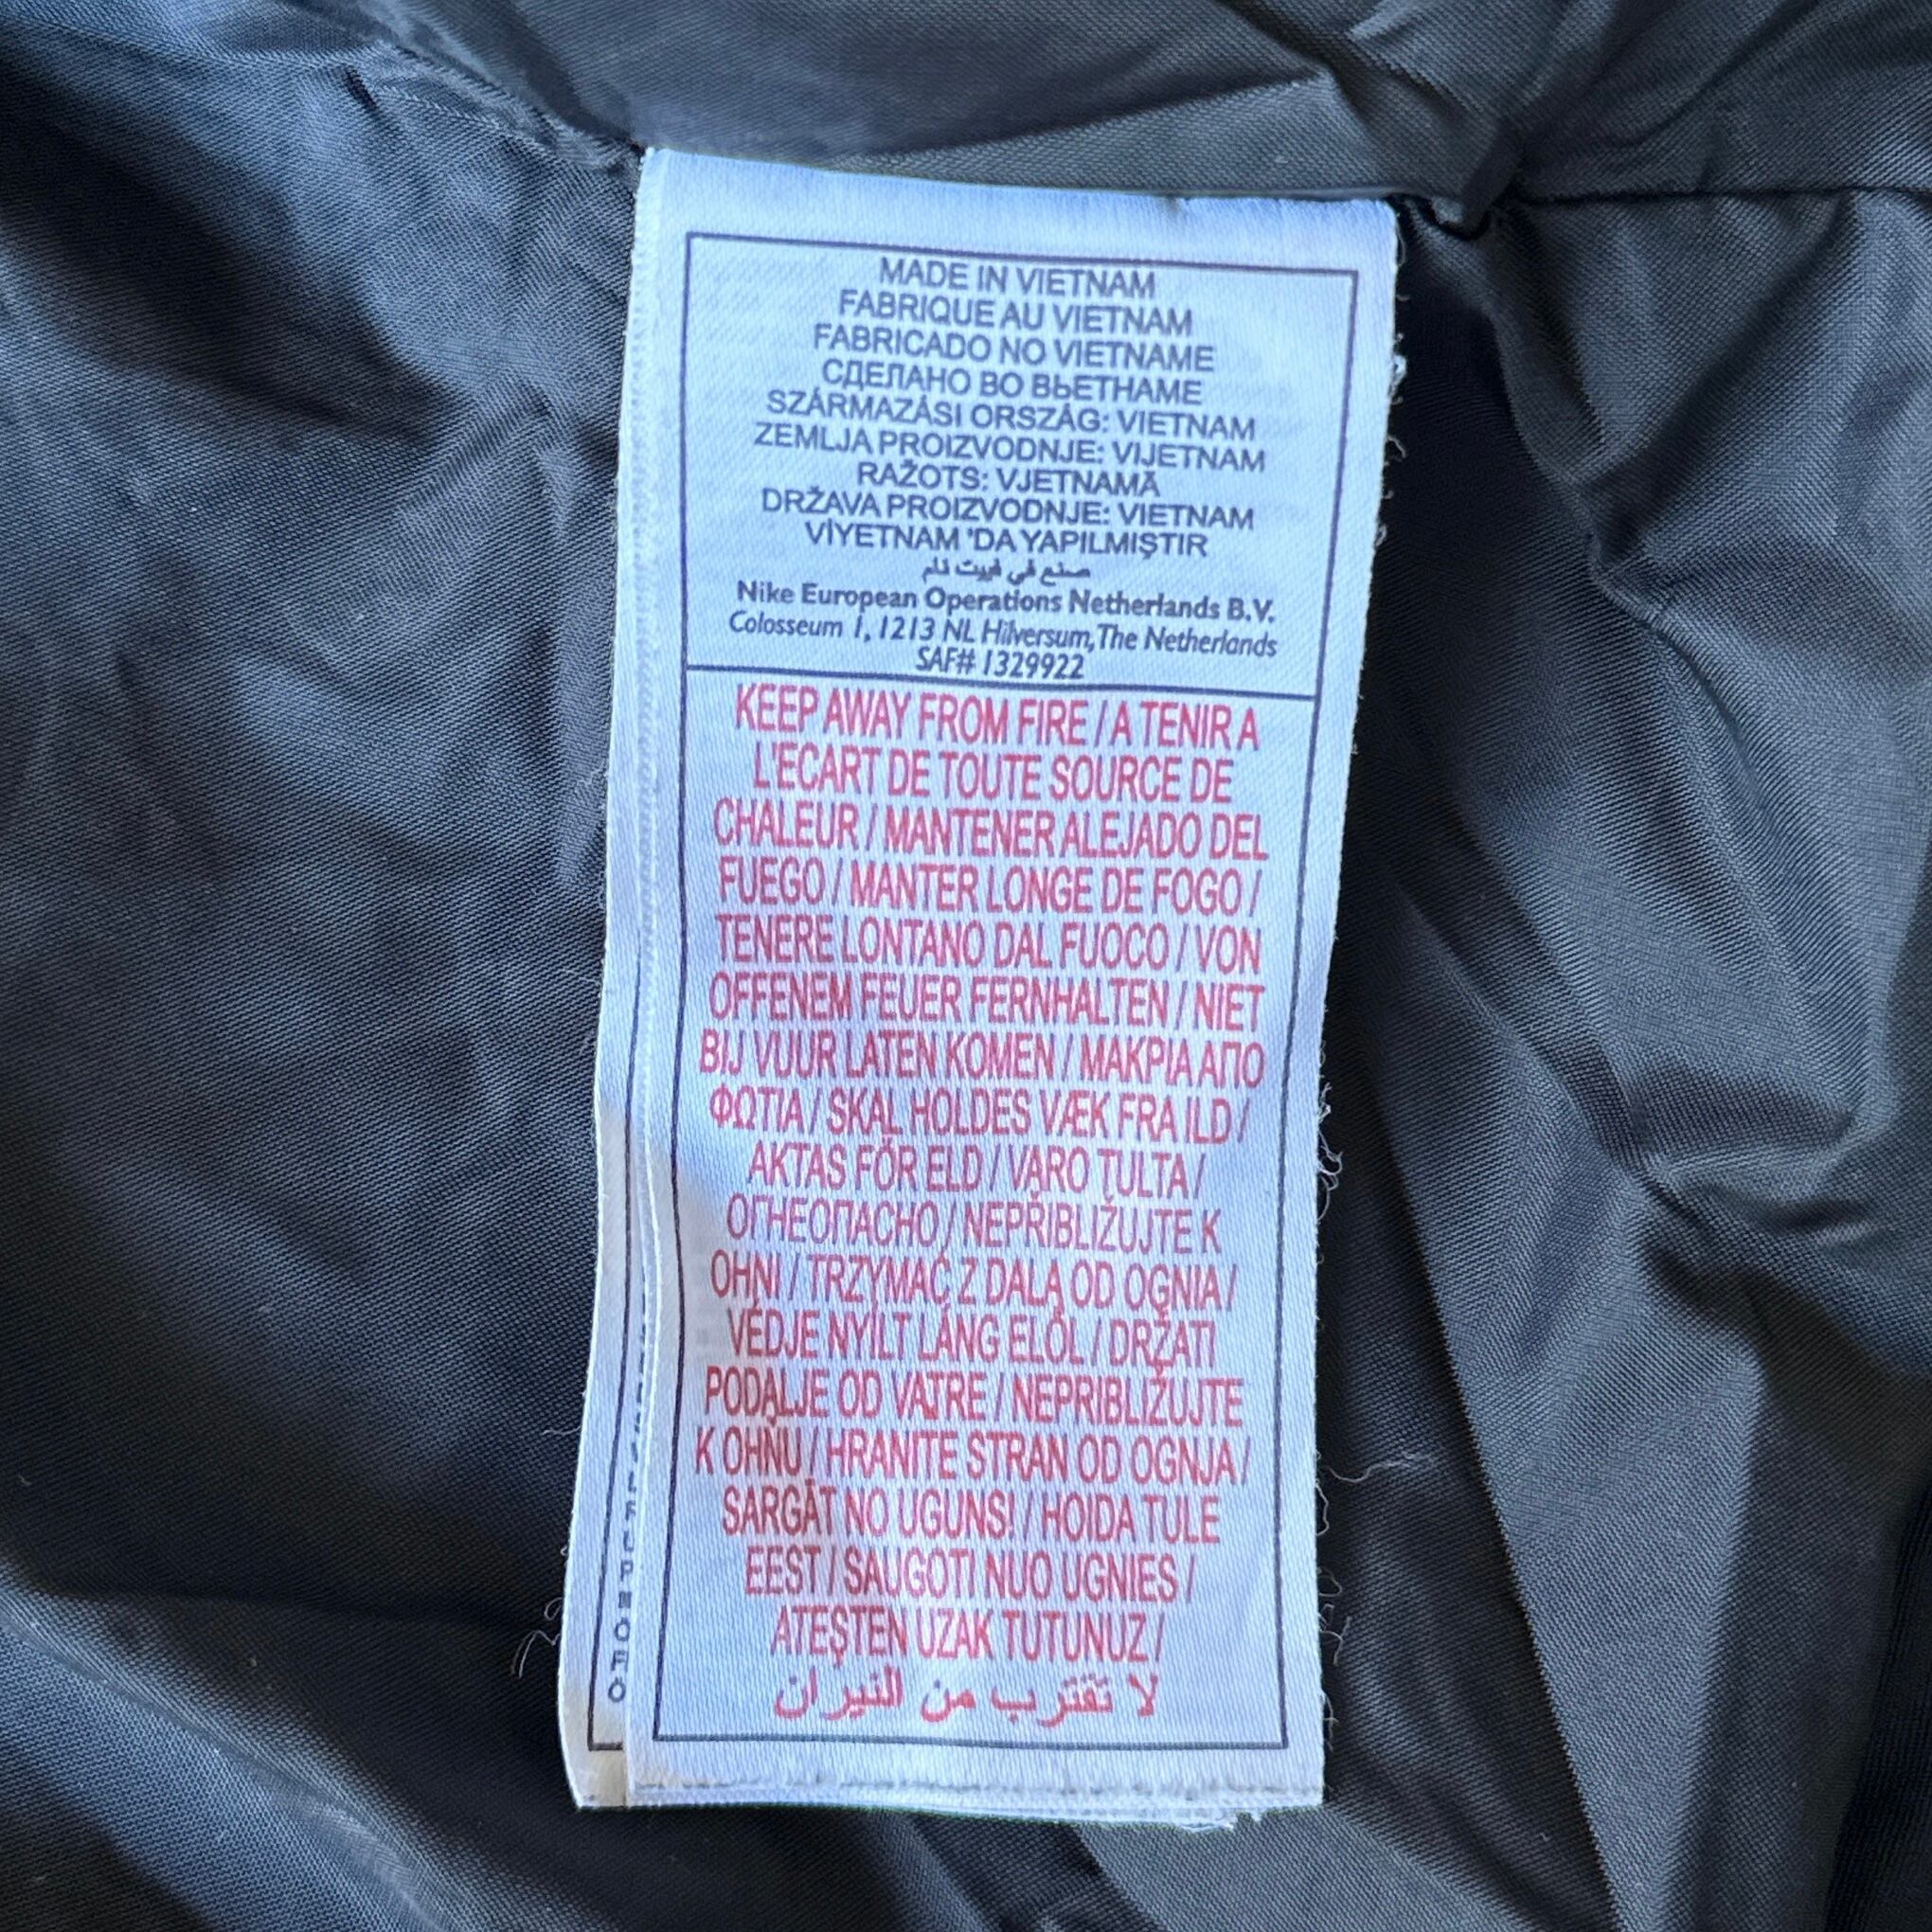 MADE IN VIETNAM
FABRIQUE AU VIETNAM
FABRICADO NO VIETNAME
СДЕЛАНО ВО ВЬЕТНАМЕ
SZÁRMAZÁSI ORSZÁG: VIETNAM
ZEMLJA PROIZVODNJE: VIJETNAM
RAŽOTS: VJETNAMĀ
DRŽAVA PROIZVODNJE: VIETNAM
VİYETNAM 'DA YAPILMIŞTIR
صنع في فييت نام
Nike European Operations Netherlands B.V.
Colosseum 1, 1213 NL Hilversum, The Netherlands
SAF# 1329922
KEEP AWAY FROM FIRE / A TENIR A
L'ECART DE TOUTE SOURCE DE
CHALEUR / MANTENER ALEJADO DEL
FUEGO / MANTER LONGE DE FOGO /
TENERE LONTANO DAL FUOCO / VON
OFFENEM FEUER FERNHALTEN / NIET
BIJ VUUR LATEN KOMEN / ΜΑΚΡΙΑ ΑΠΟ
ΦΩΤΙΑ / SKAL HOLDES VÆK FRA ILD /
AKTAS FÖR ELD / VARO TULTA /
ОГНЕОПАСНО / NEPŘIBLIŽUJTE K
OHNI / TRZYMAĆ Z DALA OD OGNIA /
VÉDJE NYÍLT LÁNG ELŐL / DRŽATI
PODALJE OD VATRE / NEPRIBLIŽUJTE
K OHŇU / HRANITE STRAN OD OGNJA /
SARGĀT NO UGUNS! / HOIDA TULE
EEST / SAUGOTI NUO UGNIES /
ATEŞTEN UZAK TUTUNUZ /
لا تقترب من النيران